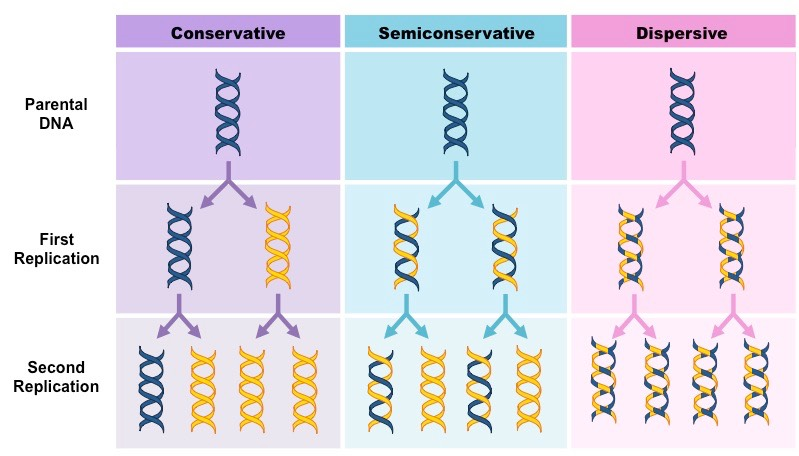 Conservative
Semiconservative
Dispersive
Parental
DNA
First
Replication
Second
Replication